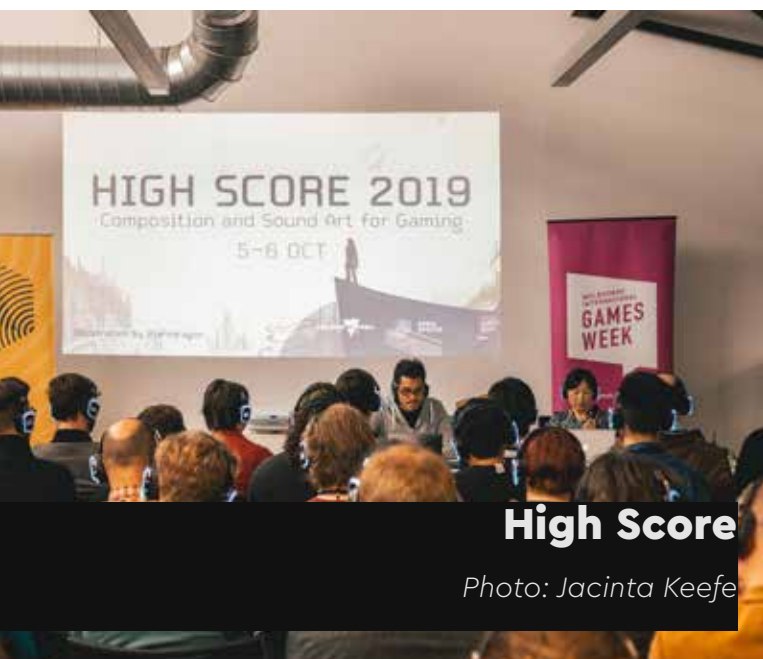 HIGH SCORE 2019
Composition and Sound Art for Gaming
5-6 OCT
MELBOURNE
INTERNATIONAL
GAMES
WEEK
High Score
Photo: Jacinta Keefe